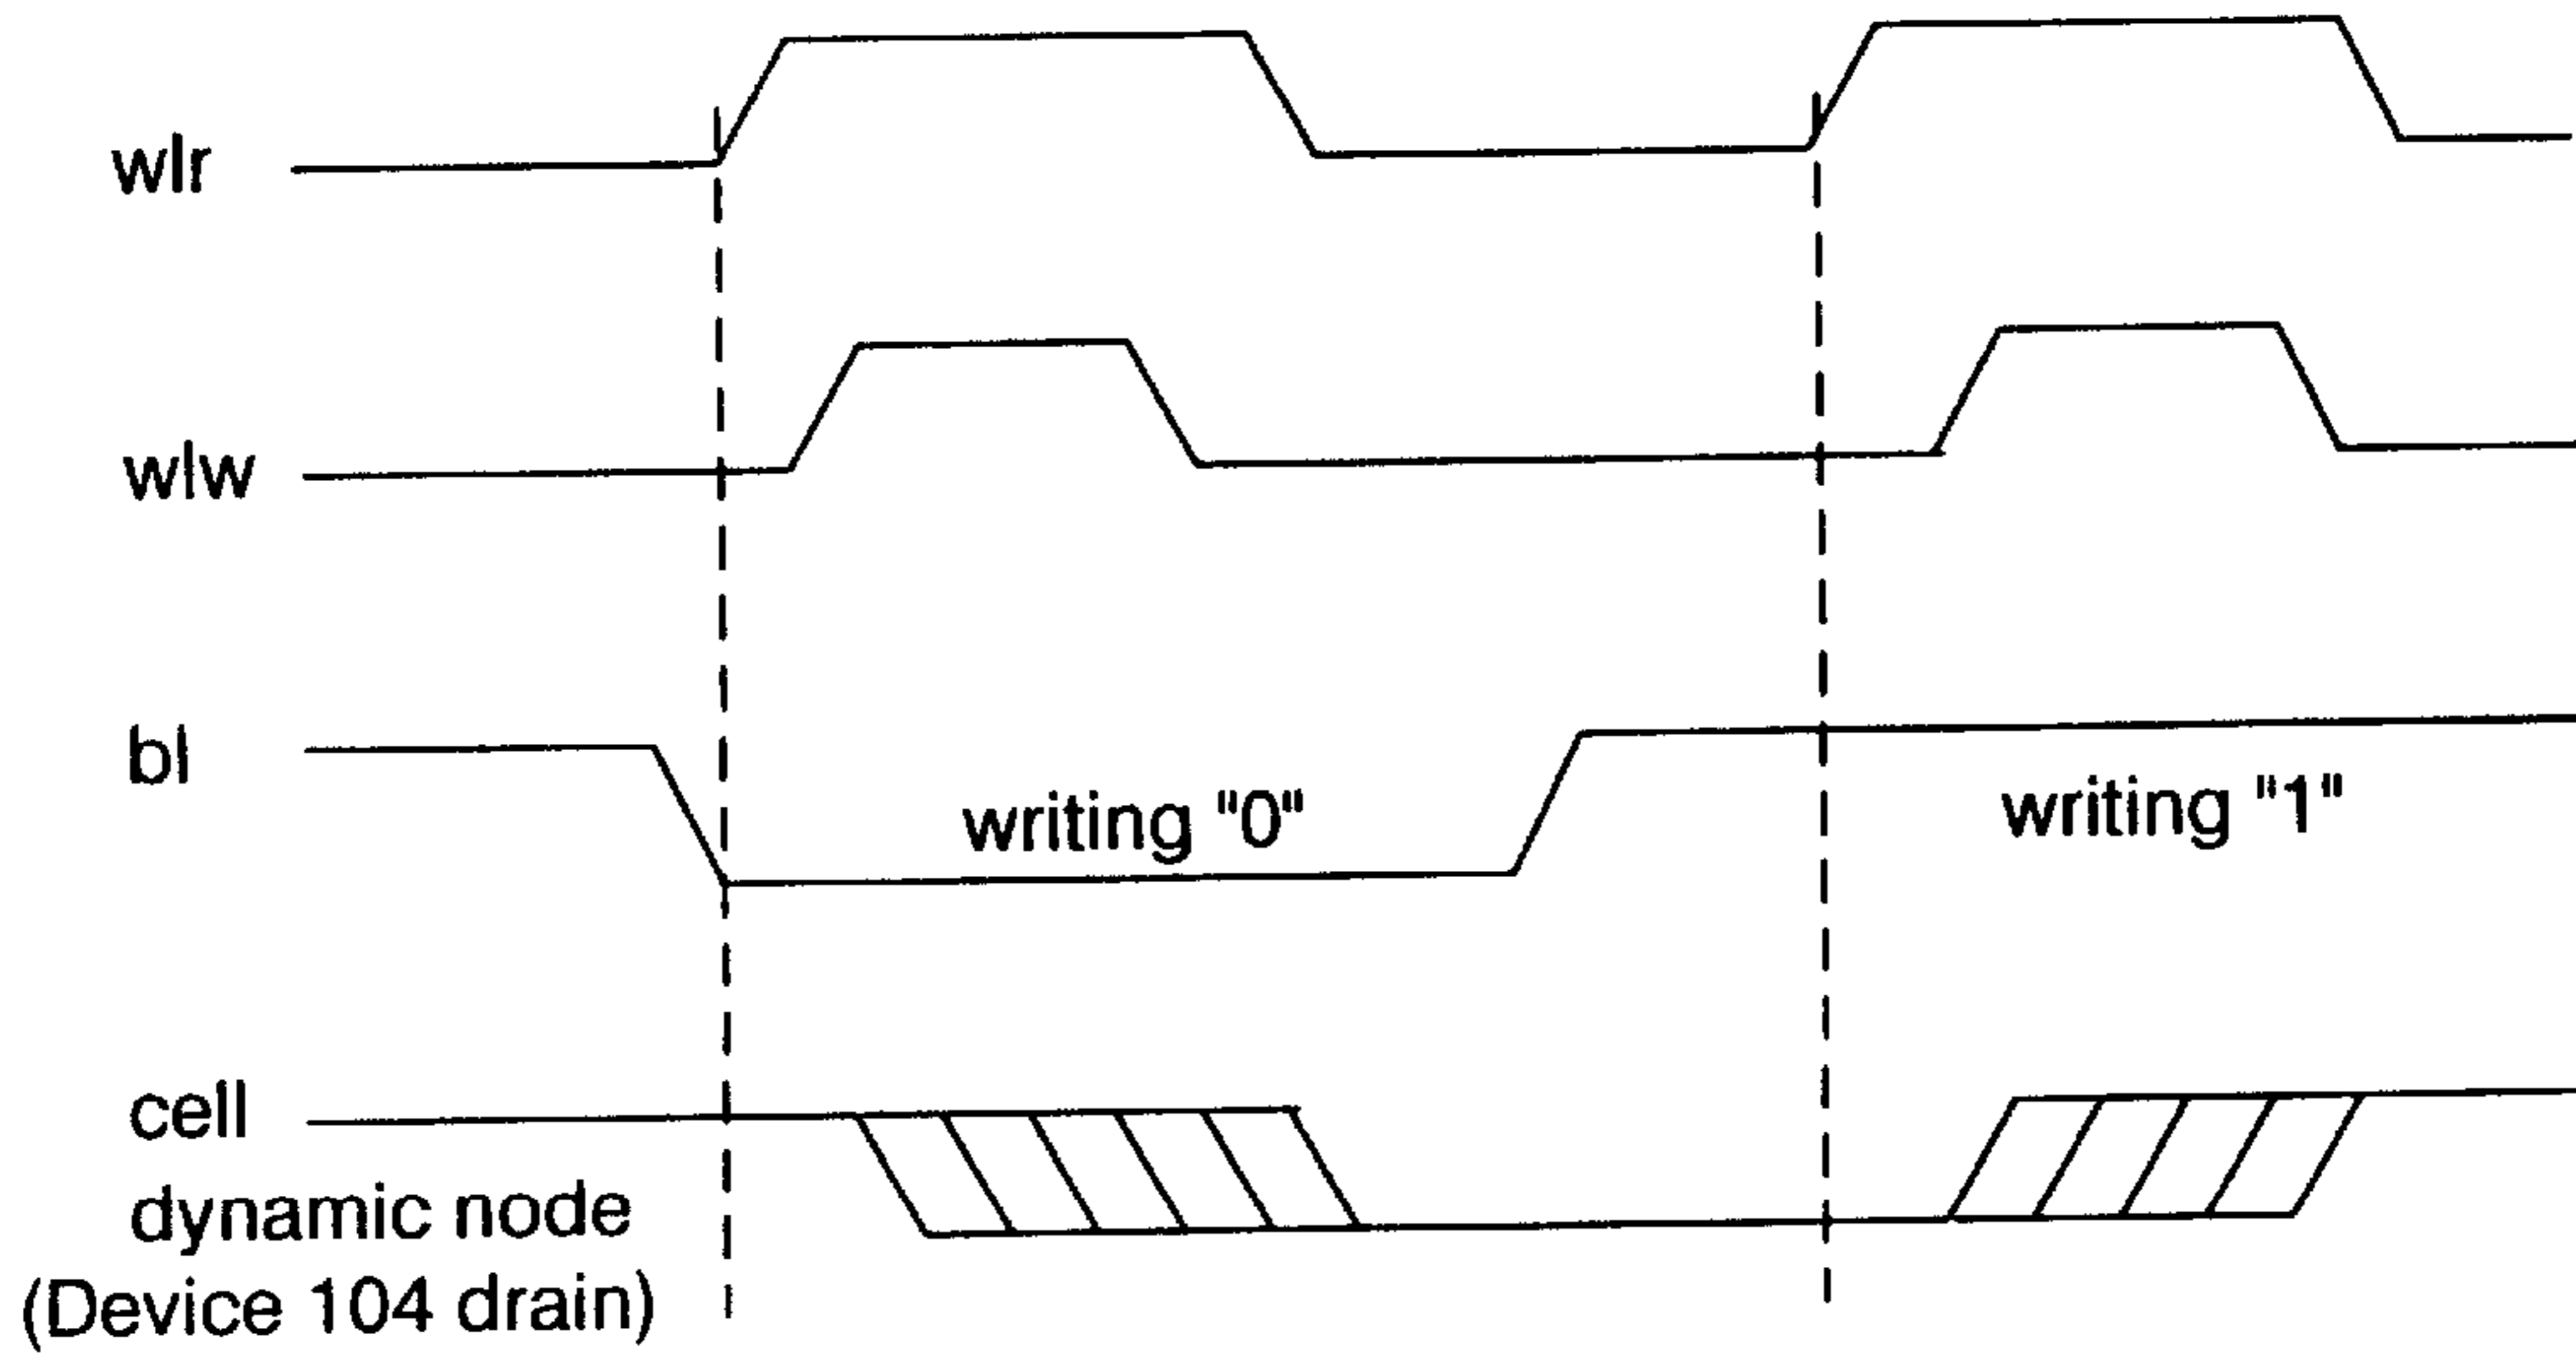 wlr
wlw
bl
writing "0"
writing "1"
cell
dynamic node
(Device 104 drain)